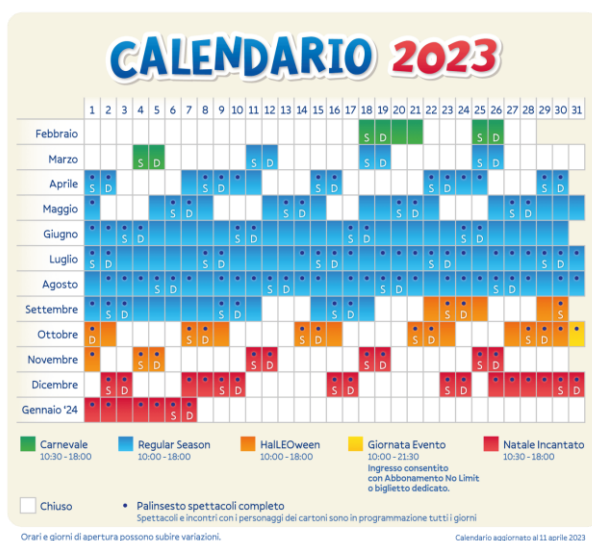 CALENDARIO 2023
1 2 3 4 5 6 7 8 9 10 11 12 13 14 15 16 17 18 19 20 21 22 23 24 25 26 27 28 29 30 31
Febbraio S D S D
Marzo S D S D S D S D
Aprile S D S D S D S D S D
Maggio S D S D S D S D
Giugno S D S D S D S D
Luglio S D S D S D S D S D
Agosto S D S D S D S D
Settembre S D S D S D S D S
Ottobre D S D S D S D S D
Novembre S D S D S D S D
Dicembre S D S D S D S D S D
Gennaio '24 S D
Carnevale
10:30 - 18:00
Regular Season
10:00 - 18:00
HalLEOween
10:00 - 18:00
Giornata Evento
10:00 - 21:30
Ingresso consentito
con Abbonamento No Limit
o biglietto dedicato.
Natale Incantato
10:30 - 18:00
Chiuso
• Palinsesto spettacoli completo
Spettacoli e incontri con i personaggi dei cartoni sono in programmazione tutti i giorni
Orari e giorni di apertura possono subire variazioni.
Calendario aggiornato al 11 aprile 2023